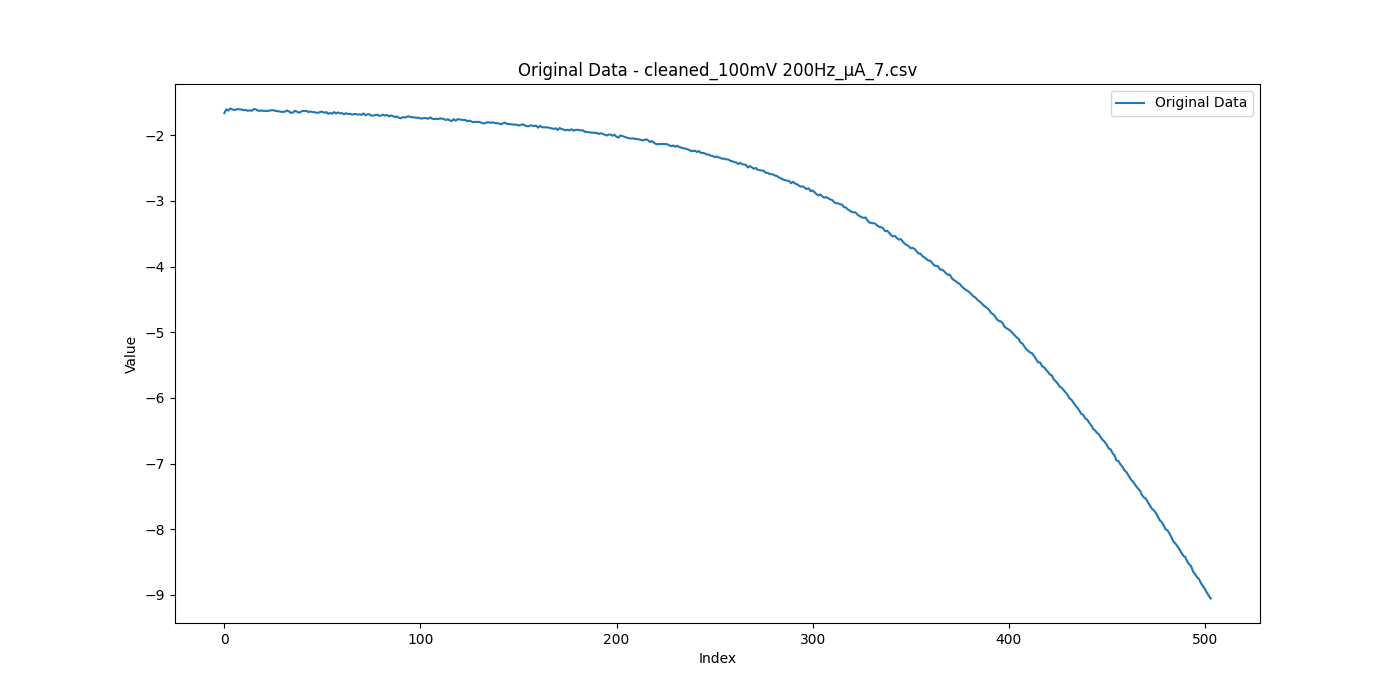 Original Data - cleaned_100mV 200Hz_μA_7.csv
Original Data
−2
−3
−4
−5
−6
−7
−8
−9
Value
0 100 200 300 400 500
Index